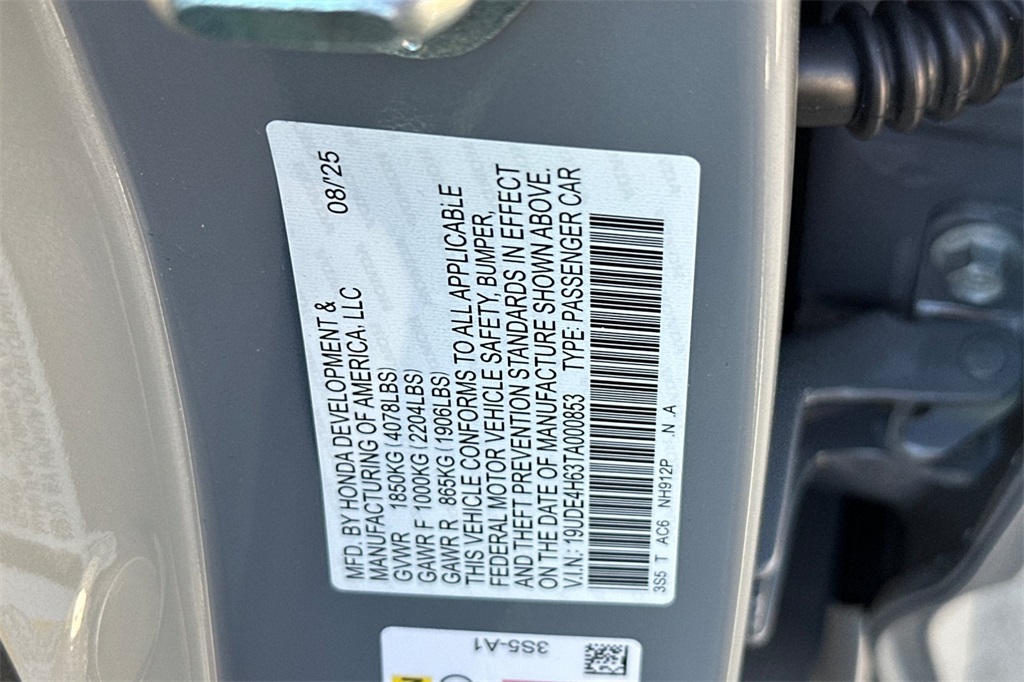 08/'25
MFD. BY HONDA DEVELOPMENT &
MANUFACTURING OF AMERICA, LLC
GVWR 1850KG (4078LBS)
GAWR F 1000KG (2204LBS)
GAWR R 865KG (1906LBS)
THIS VEHICLE CONFORMS TO ALL APPLICABLE
FEDERAL MOTOR VEHICLE SAFETY, BUMPER,
AND THEFT PREVENTION STANDARDS IN EFFECT
ON THE DATE OF MANUFACTURE SHOWN ABOVE.
V.I.N.: 19UDE4H63TA000853 TYPE: PASSENGER CAR
3S5 T AC6 NH912P .N .A
3S5-A1